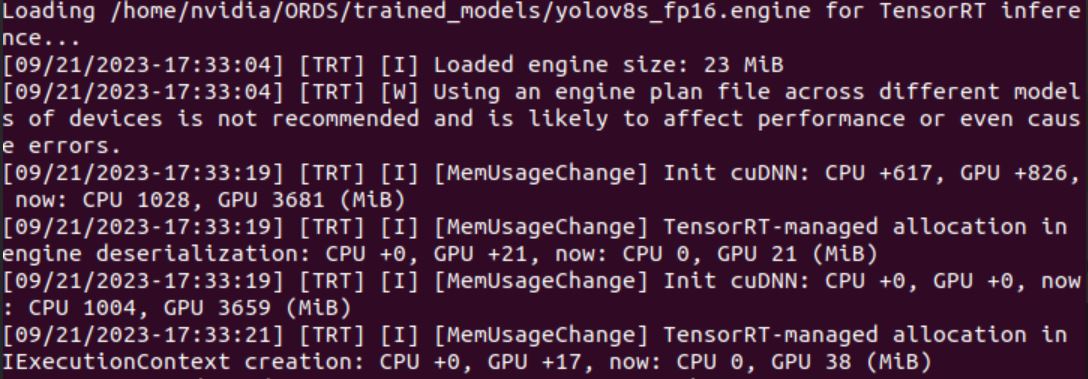 Loading /home/nvidia/ORDS/trained_models/yolov8s_fp16.engine for TensorRT infere
nce...
[09/21/2023-17:33:04] [TRT] [I] Loaded engine size: 23 MiB
[09/21/2023-17:33:04] [TRT] [W] Using an engine plan file across different model
s of devices is not recommended and is likely to affect performance or even caus
e errors.
[09/21/2023-17:33:19] [TRT] [I] [MemUsageChange] Init cuDNN: CPU +617, GPU +826,
 now: CPU 1028, GPU 3681 (MiB)
[09/21/2023-17:33:19] [TRT] [I] [MemUsageChange] TensorRT-managed allocation in
engine deserialization: CPU +0, GPU +21, now: CPU 0, GPU 21 (MiB)
[09/21/2023-17:33:19] [TRT] [I] [MemUsageChange] Init cuDNN: CPU +0, GPU +0, now
: CPU 1004, GPU 3659 (MiB)
[09/21/2023-17:33:21] [TRT] [I] [MemUsageChange] TensorRT-managed allocation in
IExecutionContext creation: CPU +0, GPU +17, now: CPU 0, GPU 38 (MiB)